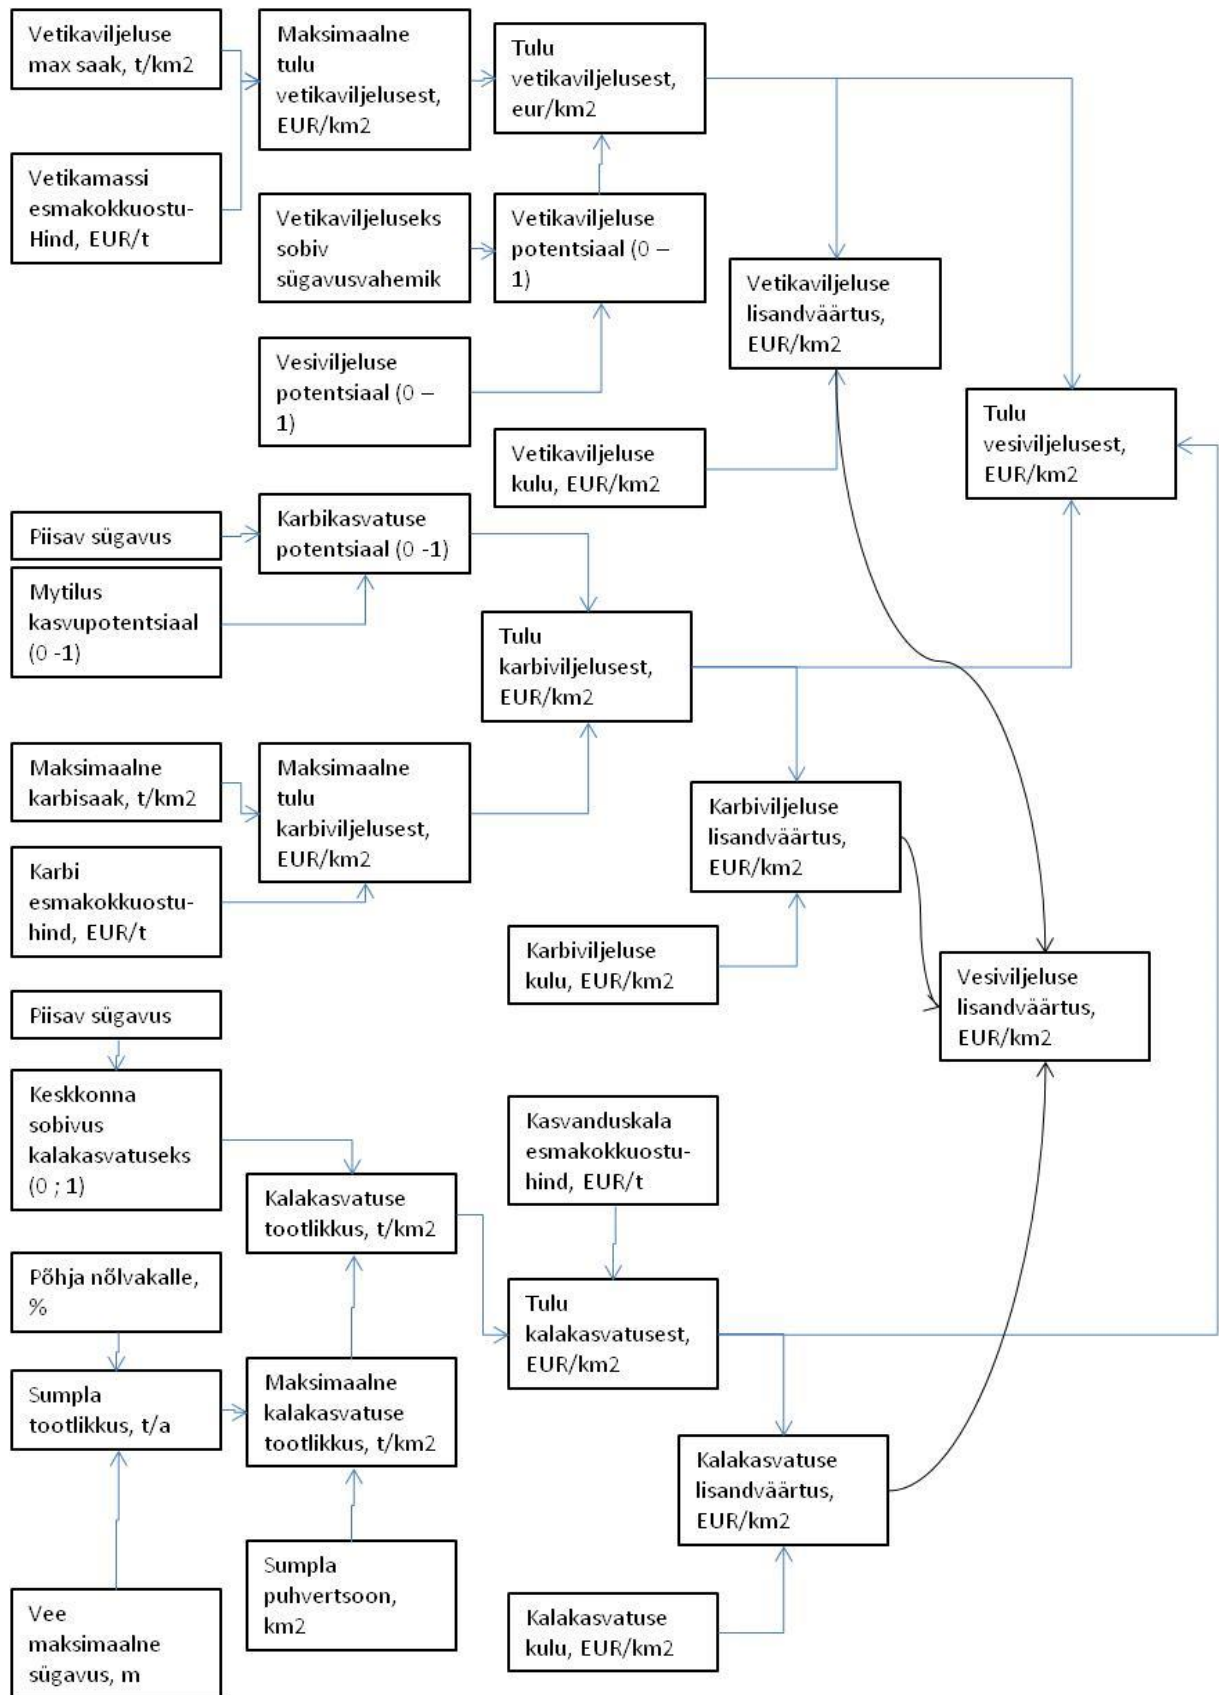 Vetikaviljeluse
max saak, t/km2
Maksimaalne
tulu
vetikaviljelusest,
EUR/km2
Tulu
vetikaviljelusest,
eur/km2
Vetikamassi
esmakokkuostu-
Hind, EUR/t
Vetikaviljeluseks
sobiv
sügavusvahemik
Vetikaviljeluse
potentsiaal (0 –
1)
Vetikaviljeluse
lisandväärtus,
EUR/km2
Vesiviljeluse
potentsiaal (0 –
1)
Tulu
vesiviljelusest,
EUR/km2
Vetikaviljeluse
kulu, EUR/km2
Piisav sügavus
Karbikasvatuse
potentsiaal (0 -1)
Mytilus
kasvupotentsiaal
(0 -1)
Tulu
karbiviljelusest,
EUR/km2
Maksimaalne
karbisaak, t/km2
Maksimaalne
tulu
karbiviljelusest,
EUR/km2
Karbiviljeluse
lisandväärtus,
EUR/km2
Karbi
esmakokkuostu-
hind, EUR/t
Karbiviljeluse
kulu, EUR/km2
Vesiviljeluse
lisandväärtus,
EUR/km2
Piisav sügavus
Keskkonna
sobivus
kalakasvatuseks
(0 ; 1)
Kasvanduskala
esmakokkuostu-
hind, EUR/t
Kalakasvatuse
tootlikkus, t/km2
Põhja nõlvakalle,
%
Tulu
kalakasvatusest,
EUR/km2
Sumpla
tootlikkus, t/a
Maksimaalne
kalakasvatuse
tootlikkus, t/km2
Kalakasvatuse
lisandväärtus,
EUR/km2
Sumpla
puhvertsoon,
km2
Vee
maksimaalne
sügavus, m
Kalakasvatuse
kulu, EUR/km2